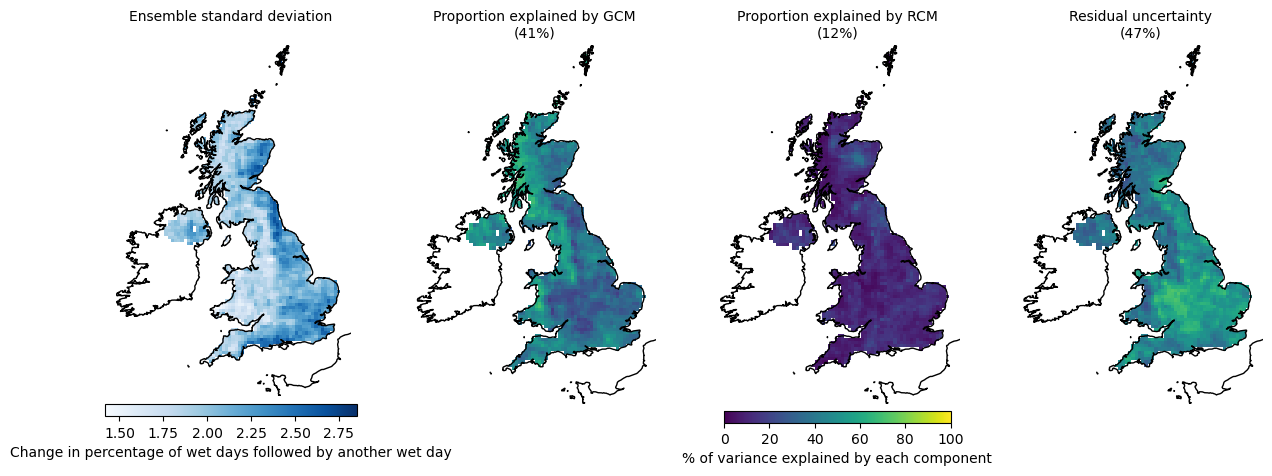 Ensemble standard deviation
Proportion explained by GCM
(41%)
Proportion explained by RCM
(12%)
Residual uncertainty
(47%)
1.50 1.75 2.00 2.25 2.50 2.75
Change in percentage of wet days followed by another wet day
0 20 40 60 80 100
% of variance explained by each component